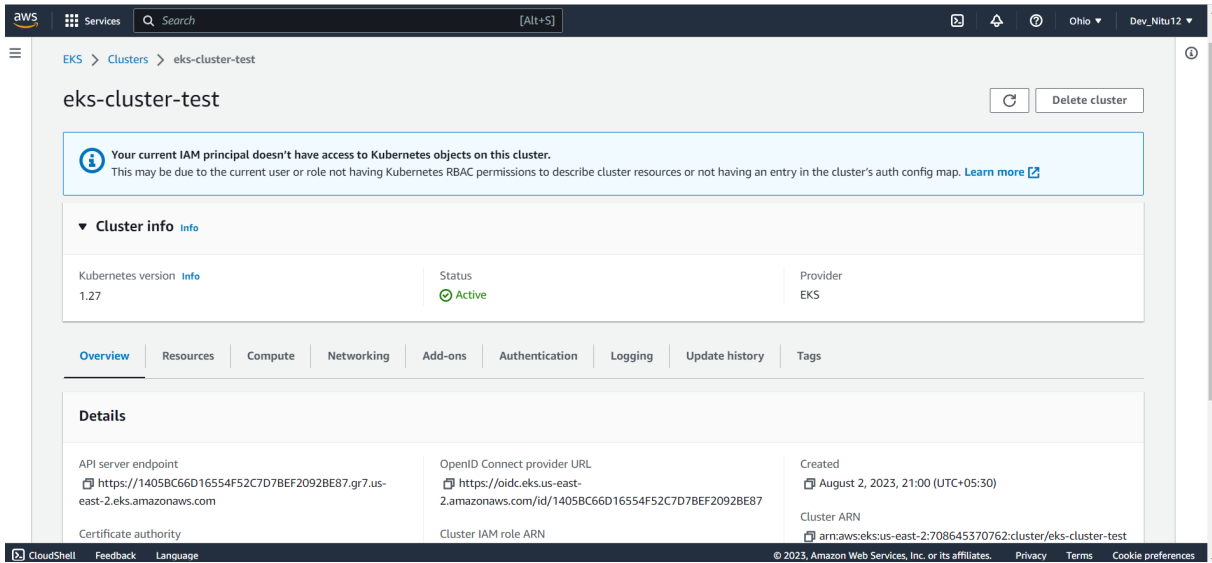 aws Services Search [Alt+S] Ohio ▼ Dev_Nitu12 ▼
EKS > Clusters > eks-cluster-test
eks-cluster-test
Delete cluster
Your current IAM principal doesn't have access to Kubernetes objects on this cluster.
This may be due to the current user or role not having Kubernetes RBAC permissions to describe cluster resources or not having an entry in the cluster's auth config map. Learn more
▼ Cluster info Info
Kubernetes version Info
1.27
Status
Active
Provider
EKS
Overview Resources Compute Networking Add-ons Authentication Logging Update history Tags
Details
API server endpoint
https://1405BC66D16554F52C7D7BEF2092BE87.gr7.us-
east-2.eks.amazonaws.com
Certificate authority
OpenID Connect provider URL
https://oidc.eks.us-east-
2.amazonaws.com/id/1405BC66D16554F52C7D7BEF2092BE87
Cluster IAM role ARN
Created
August 2, 2023, 21:00 (UTC+05:30)
Cluster ARN
arn:aws:eks:us-east-2:708645370762:cluster/eks-cluster-test
CloudShell Feedback Language © 2023, Amazon Web Services, Inc. or its affiliates. Privacy Terms Cookie preferences